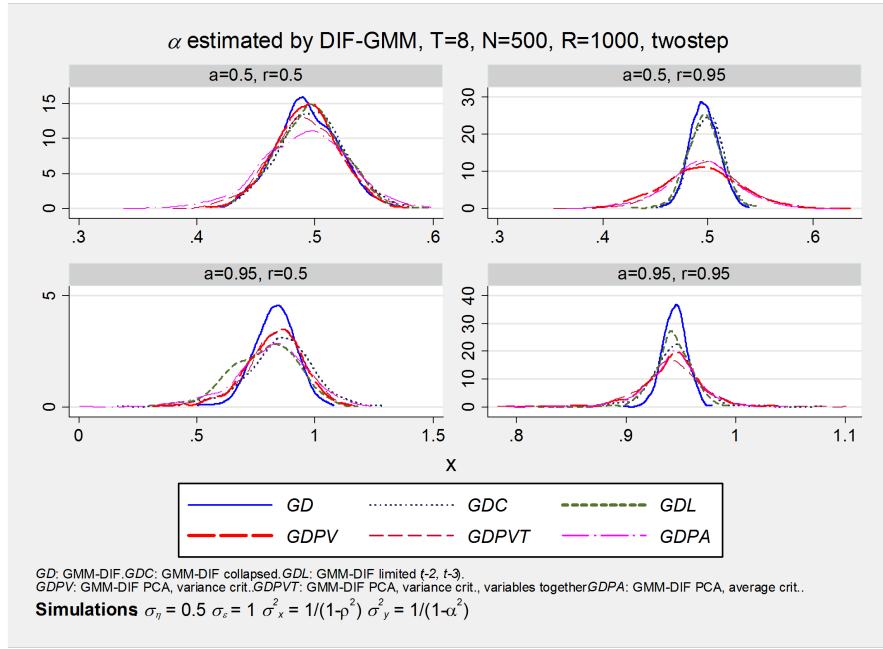 α estimated by DIF-GMM, T=8, N=500, R=1000, twostep
a=0.5, r=0.5
a=0.5, r=0.95
0 5 10 15
.3 .4 .5 .6
0 10 20 30
.3 .4 .5 .6
a=0.95, r=0.5
a=0.95, r=0.95
0 5
0 .5 1 1.5
0 10 20 30 40
.8 .9 1 1.1
x
GD GDC GDL
GDPV GDPVT GDPA
GD: GMM-DIF.GDC: GMM-DIF collapsed.GDL: GMM-DIF limited (t-2, t-3).
GDPV: GMM-DIF PCA, variance crit..GDPVT: GMM-DIF PCA, variance crit., variables togetherGDPA: GMM-DIF PCA, average crit..
Simulations σ_η = 0.5 σ_ε = 1 σ²_x = 1/(1-ρ²) σ²_y = 1/(1-α²)